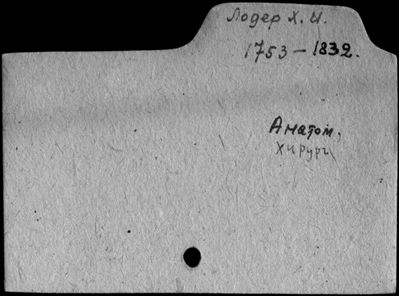 Лодер Х. И.
1753 – 1832.
Анатом,
хирург